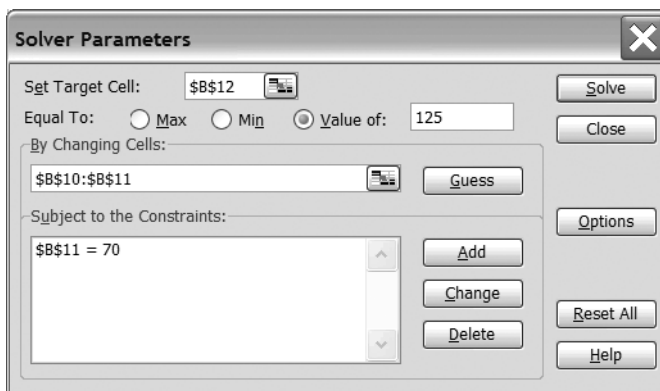 Solver Parameters
Set Target Cell: $B$12 Solve
Equal To: Max Min Value of: 125 Close
By Changing Cells:
$B$10:$B$11 Guess
Subject to the Constraints: Options
$B$11 = 70 Add
Change
Reset All
Delete
Help